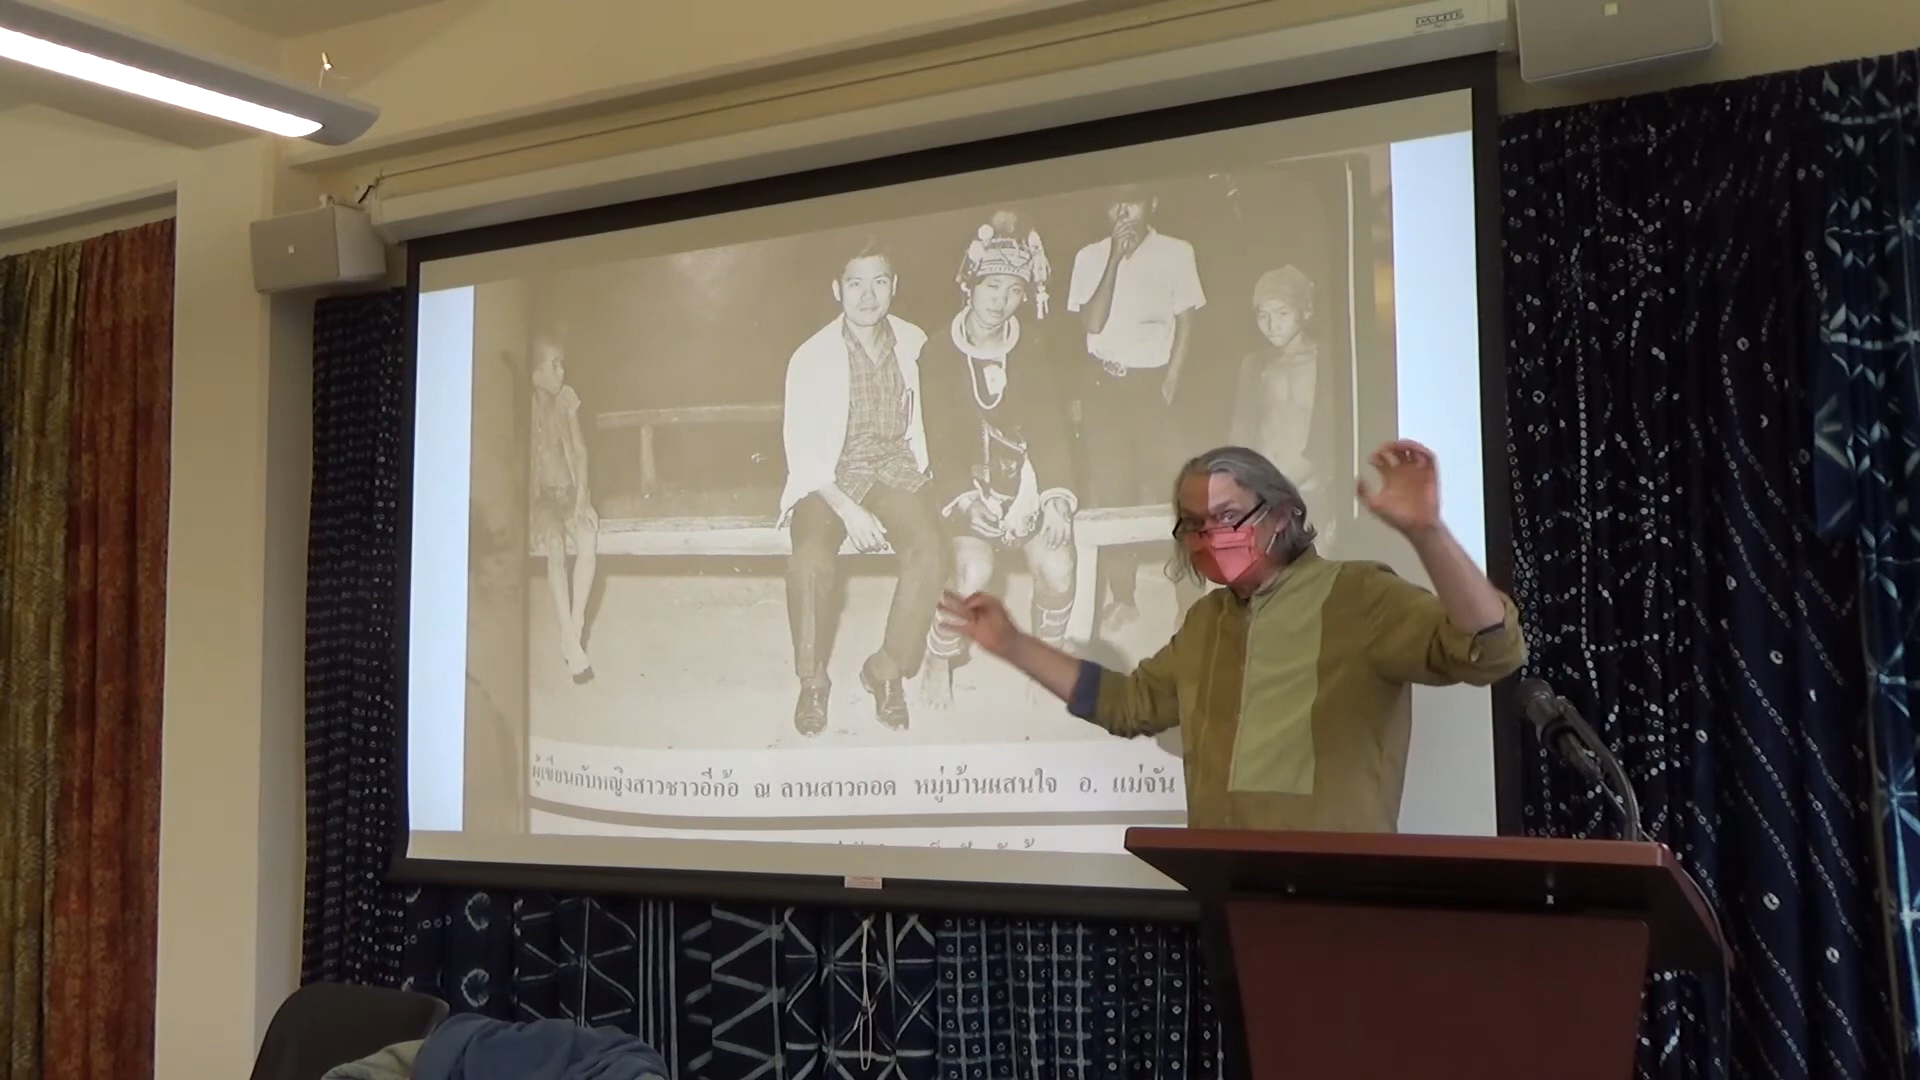 DA-LITE
ผู้เขียนกับหญิงสาวชาวอีก้อ ณ ลานสาวกอด หมู่บ้านแสนใจ อ. แม่จัน